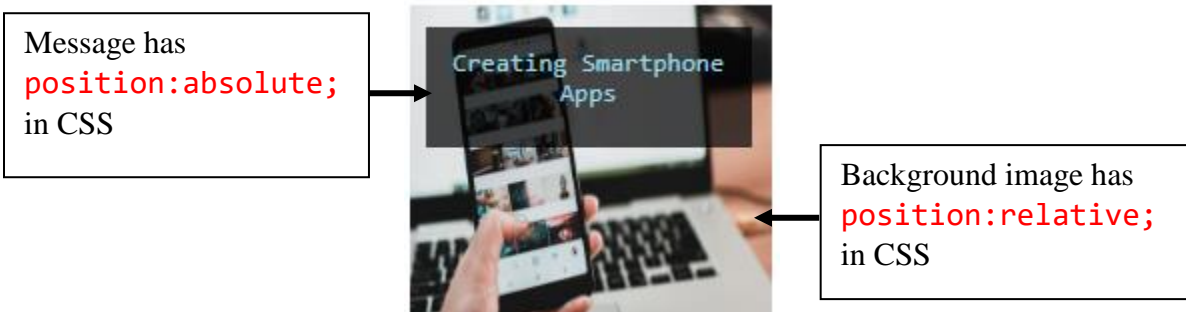 Message has
position:absolute;
in CSS
Creating Smartphone
Apps
Background image has
position:relative;
in CSS